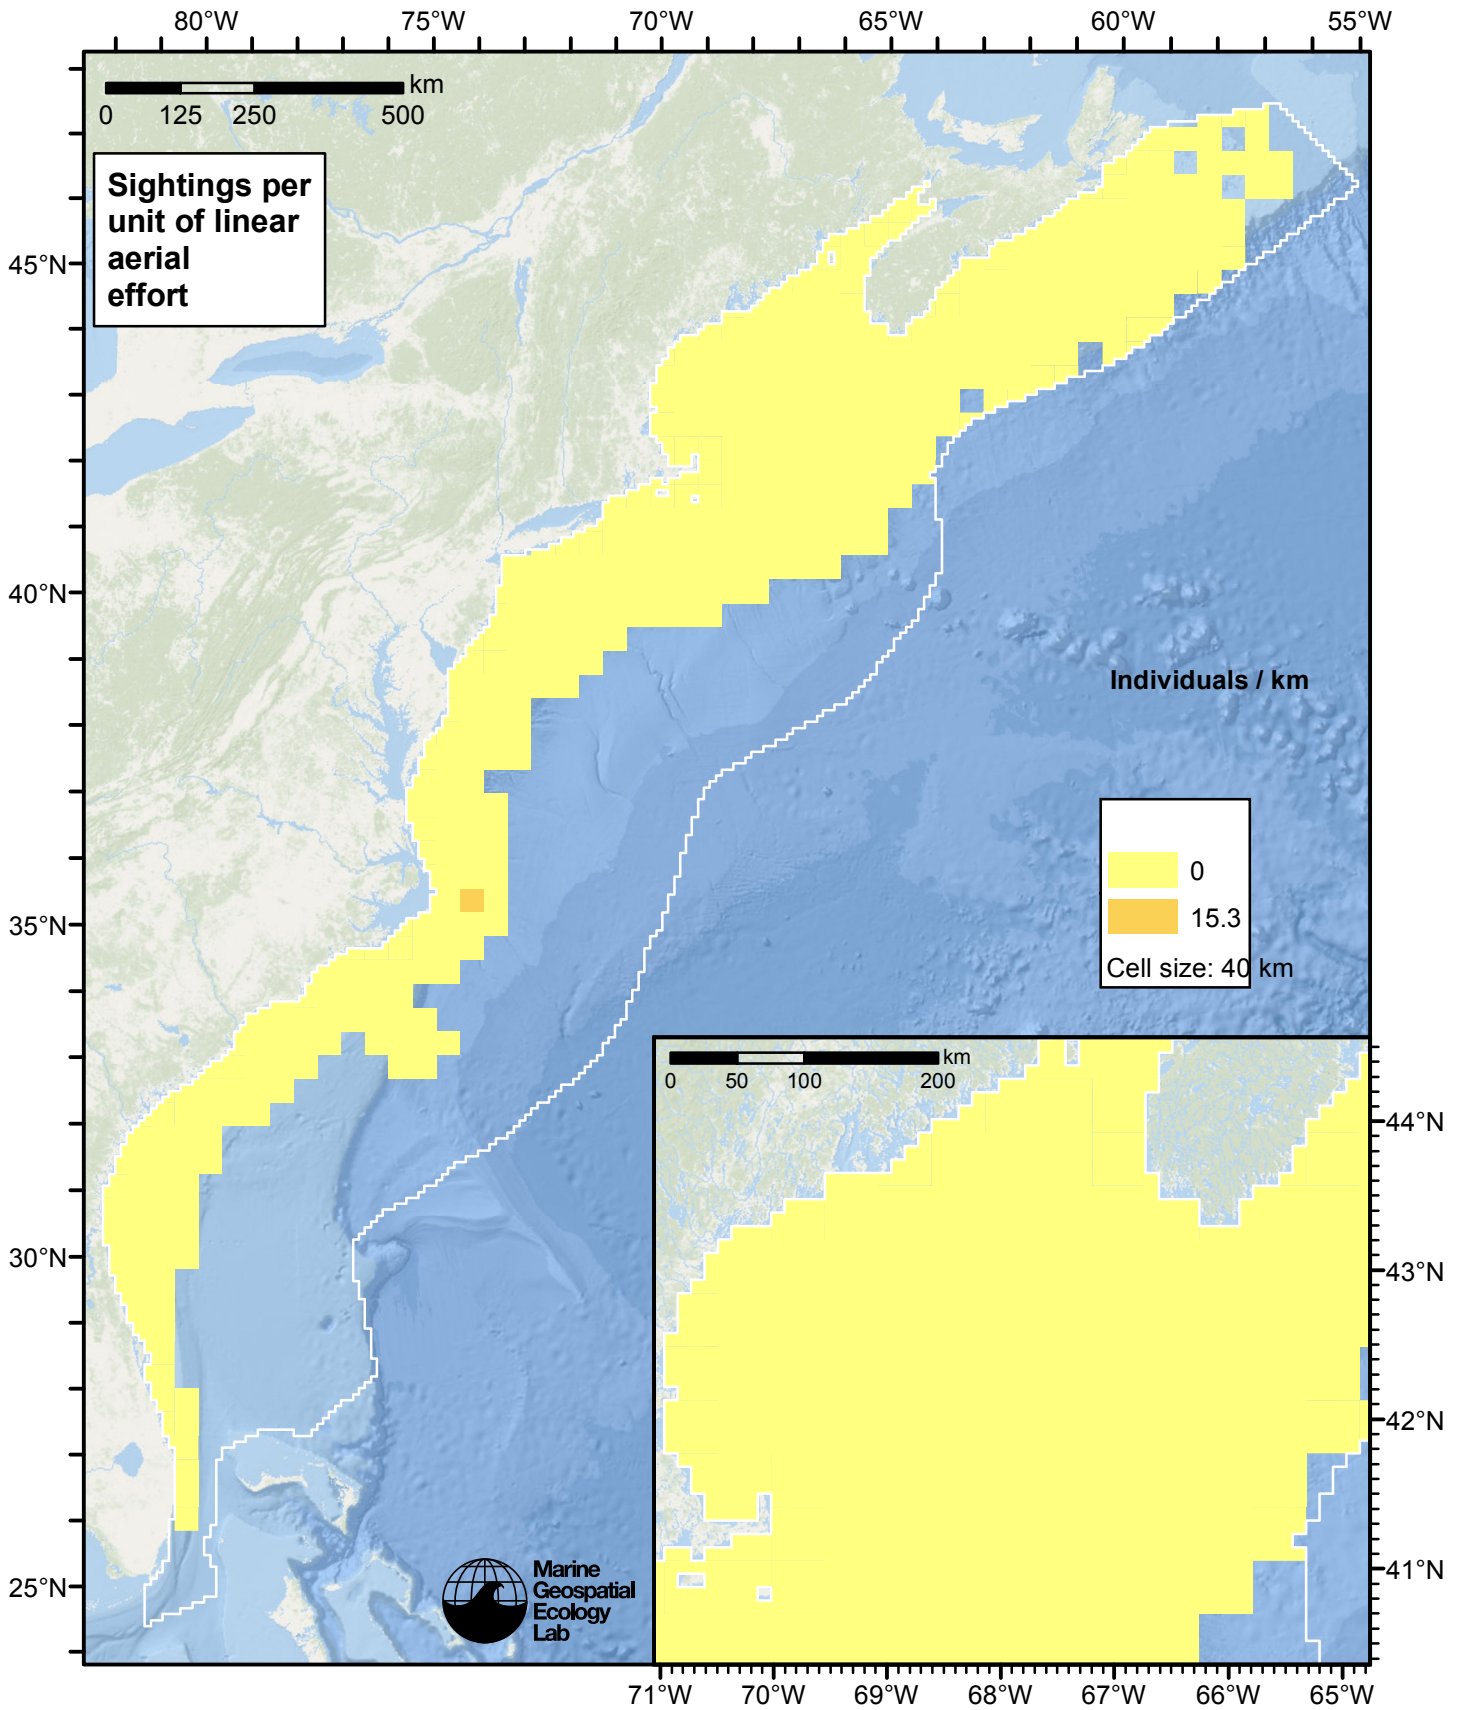 80°W 75°W 70°W 65°W 60°W 55°W
km
0 125 250 500
Sightings per
unit of linear
aerial
effort
45°N
40°N
35°N
30°N
25°N
Individuals / km
0
15.3
Cell size: 40 km
km
0 50 100 200
44°N
43°N
42°N
41°N
Marine
Geospatial
Ecology
Lab
71°W 70°W 69°W 68°W 67°W 66°W 65°W